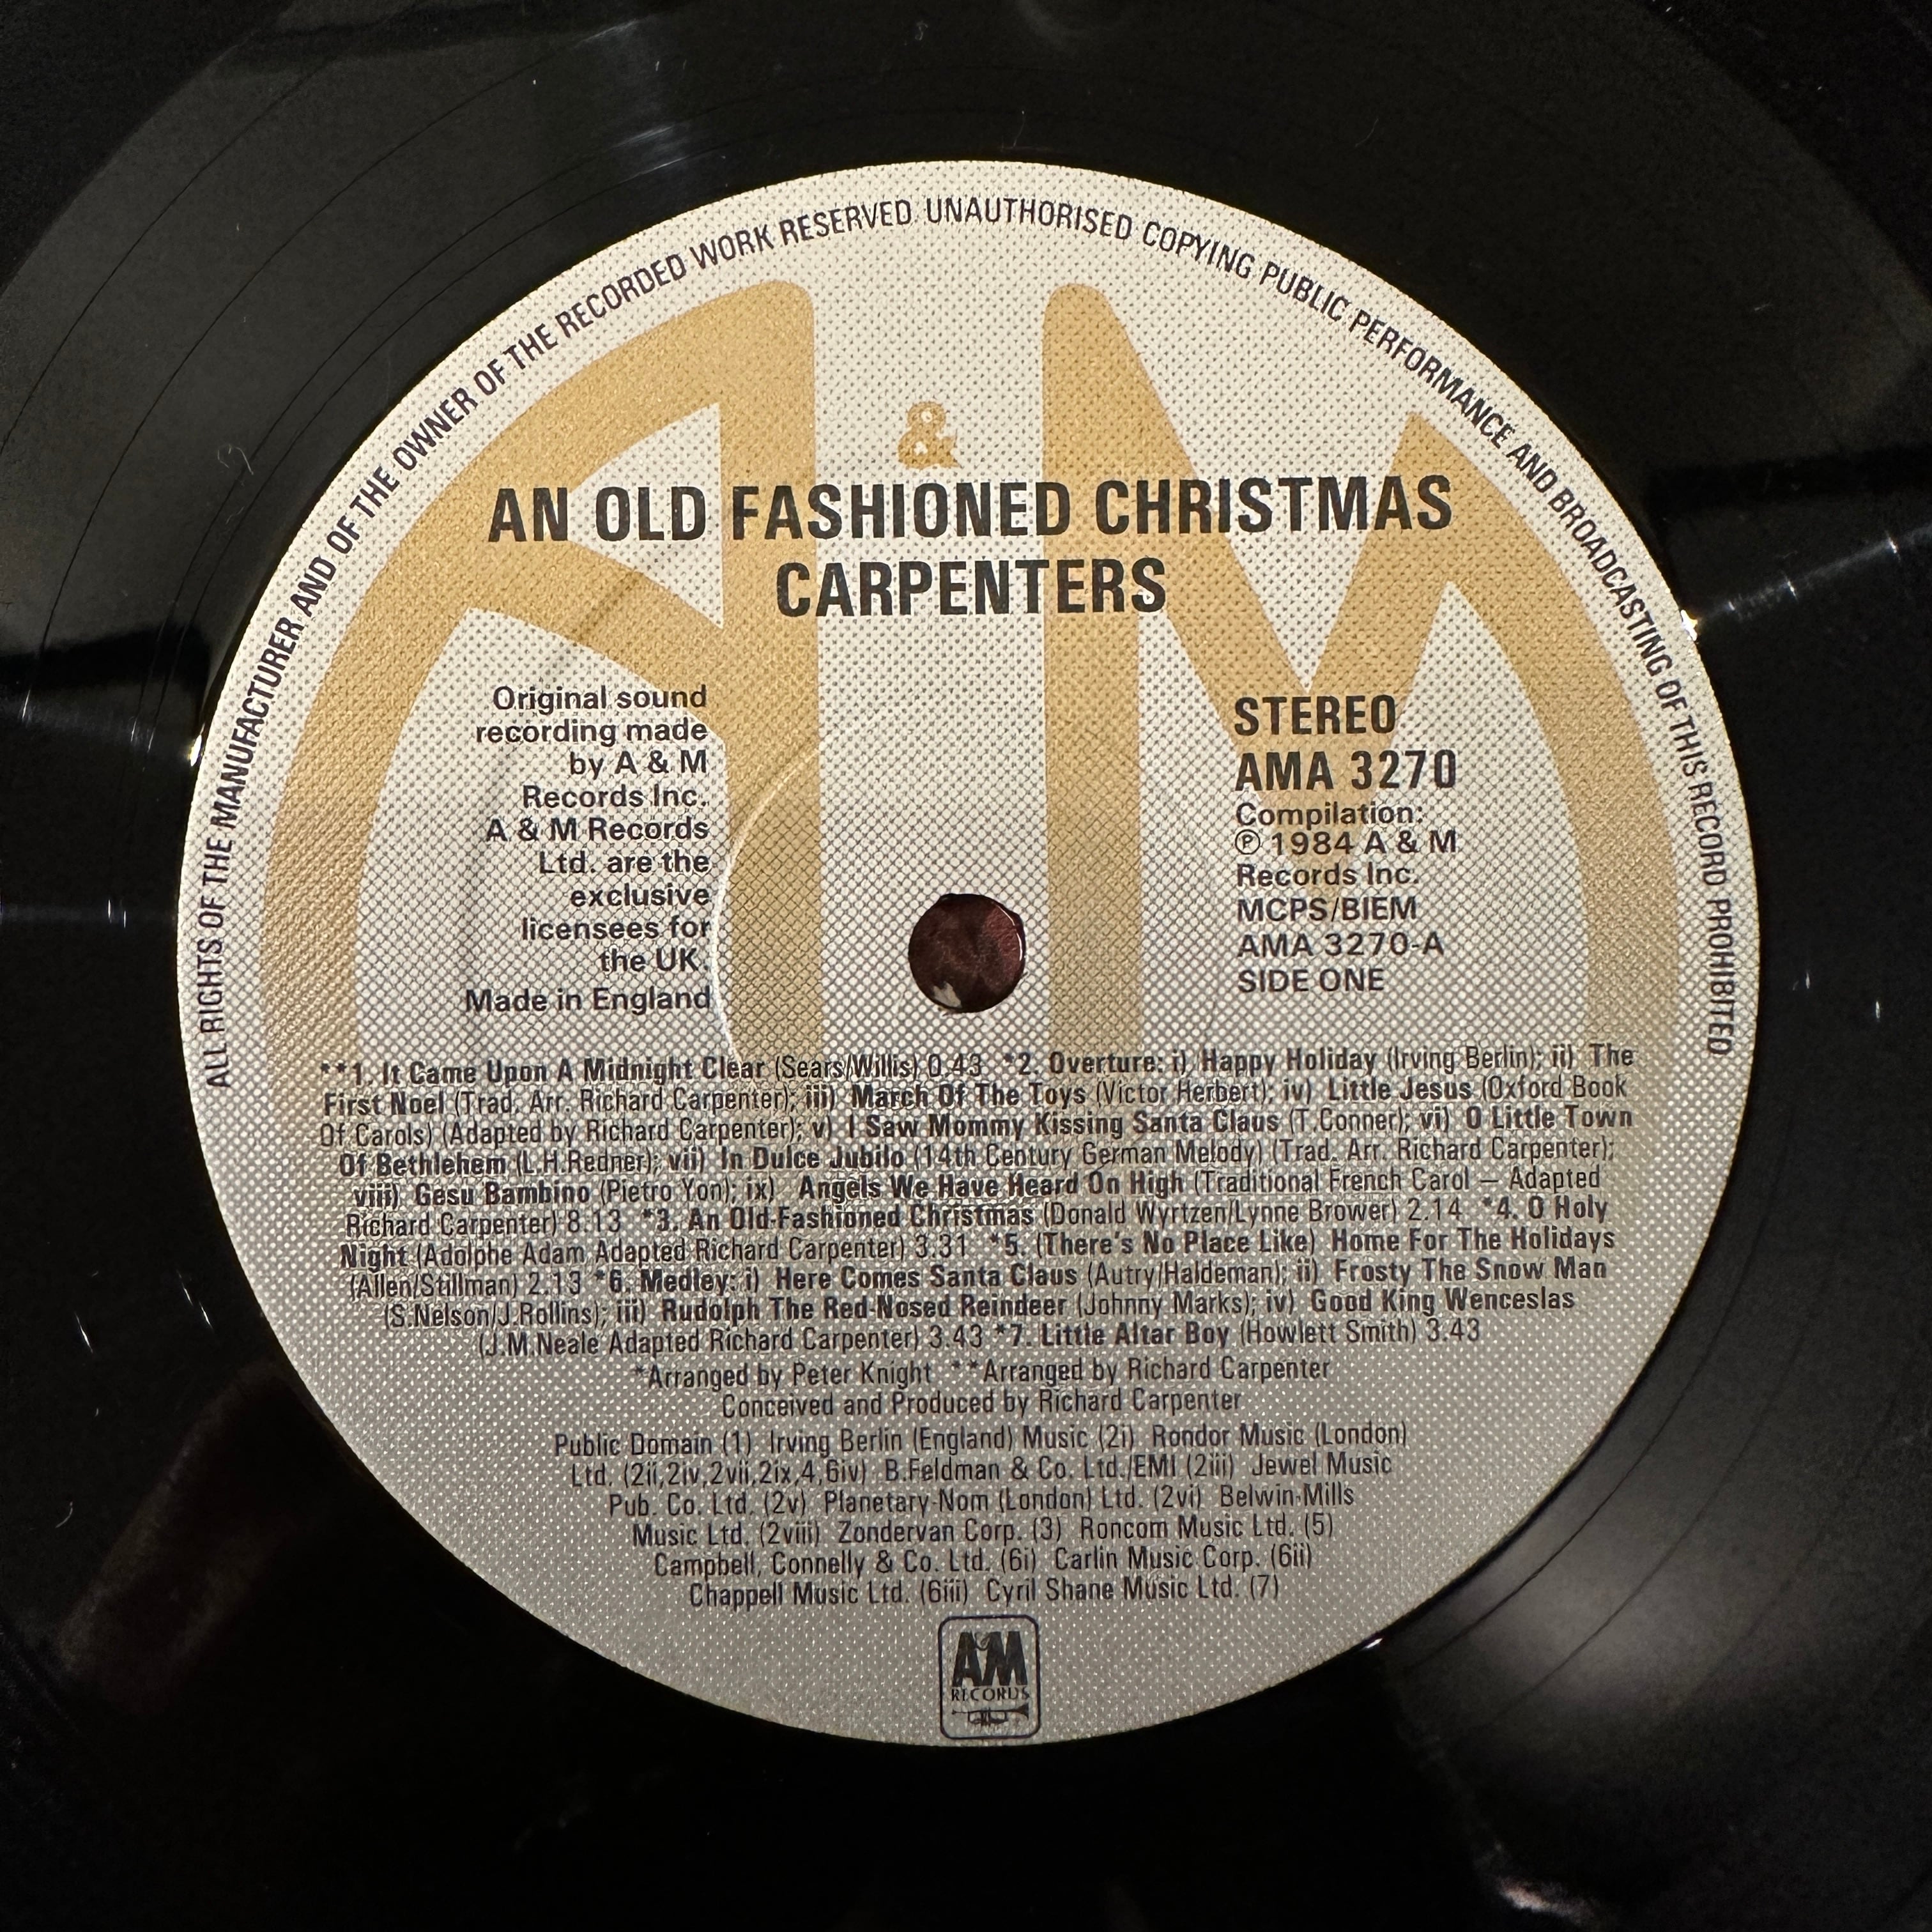 ALL RIGHTS OF THE MANUFACTURER AND OF THE OWNER OF THE RECORDED WORK RESERVED UNAUTHORISED COPYING PUBLIC PERFORMANCE AND BROADCASTING OF THIS RECORD PROHIBITED
A & M
AN OLD FASHIONED CHRISTMAS
CARPENTERS
Original sound
recording made
by A & M
Records Inc.
A & M Records
Ltd. are the
exclusive
licensees for
the UK.
Made in England
STEREO
AMA 3270
Compilation:
℗ 1984 A & M
Records Inc.
MCPS/BIEM
AMA 3270-A
SIDE ONE
**1. It Came Upon A Midnight Clear (Sears/Willis) 0.43 *2. Overture: i) Happy Holiday (Irving Berlin); ii) The
First Noel (Trad. Arr. Richard Carpenter); iii) March Of The Toys (Victor Herbert); iv) Little Jesus (Oxford Book
Of Carols) (Adapted by Richard Carpenter); v) I Saw Mommy Kissing Santa Claus (T.Conner); vi) O Little Town
Of Bethlehem (L.H.Redner); vii) In Dulce Jubilo (14th Century German Melody) (Trad. Arr. Richard Carpenter);
viii) Gesu Bambino (Pietro Yon); ix) Angels We Have Heard On High (Traditional French Carol — Adapted
Richard Carpenter) 8.13 *3. An Old-Fashioned Christmas (Donald Wyrtzen/Lynne Brower) 2.14 *4. O Holy
Night (Adolphe Adam Adapted Richard Carpenter) 3.31 *5. (There's No Place Like) Home For The Holidays
(Allen/Stillman) 2.13 *6. Medley: i) Here Comes Santa Claus (Autry/Haldeman); ii) Frosty The Snow Man
(S.Nelson/J.Rollins); iii) Rudolph The Red-Nosed Reindeer (Johnny Marks); iv) Good King Wenceslas
(J.M.Neale Adapted Richard Carpenter) 3.43 *7. Little Altar Boy (Howlett Smith) 3.43
*Arranged by Peter Knight **Arranged by Richard Carpenter
Conceived and Produced by Richard Carpenter
Public Domain (1) Irving Berlin (England) Music (2i) Rondor Music (London)
Ltd. (2ii,2iv,2vii,2ix,4,6iv) B.Feldman & Co. Ltd./EMI (2iii) Jewel Music
Pub. Co. Ltd. (2v) Planetary-Nom (London) Ltd. (2vi) Belwin-Mills
Music Ltd. (2viii) Zondervan Corp. (3) Roncom Music Ltd. (5)
Campbell, Connelly & Co. Ltd. (6i) Carlin Music Corp. (6ii)
Chappell Music Ltd. (6iii) Cyril Shane Music Ltd. (7)
A&M
RECORDS